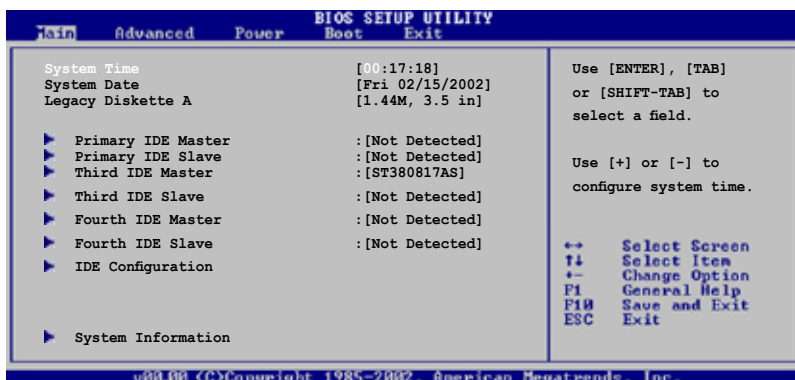 BIOS SETUP UTILITY
Main Advanced Power Boot Exit
System Time [00:17:18]
System Date [Fri 02/15/2002]
Legacy Diskette A [1.44M, 3.5 in]
Primary IDE Master :[Not Detected]
Primary IDE Slave :[Not Detected]
Third IDE Master :[ST380817AS]
Third IDE Slave :[Not Detected]
Fourth IDE Master :[Not Detected]
Fourth IDE Slave :[Not Detected]
IDE Configuration
System Information
Use [ENTER], [TAB]
or [SHIFT-TAB] to
select a field.
Use [+] or [-] to
configure system time.
↔ Select Screen
↑↓ Select Item
+- Change Option
F1 General Help
F10 Save and Exit
ESC Exit
v00.00 (C)Copyright 1985-2002, American Megatrends, Inc.